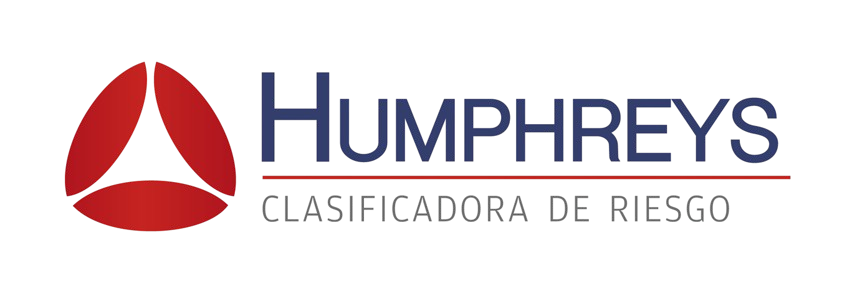 HUMPHREYS
CLASIFICADORA DE RIESGO